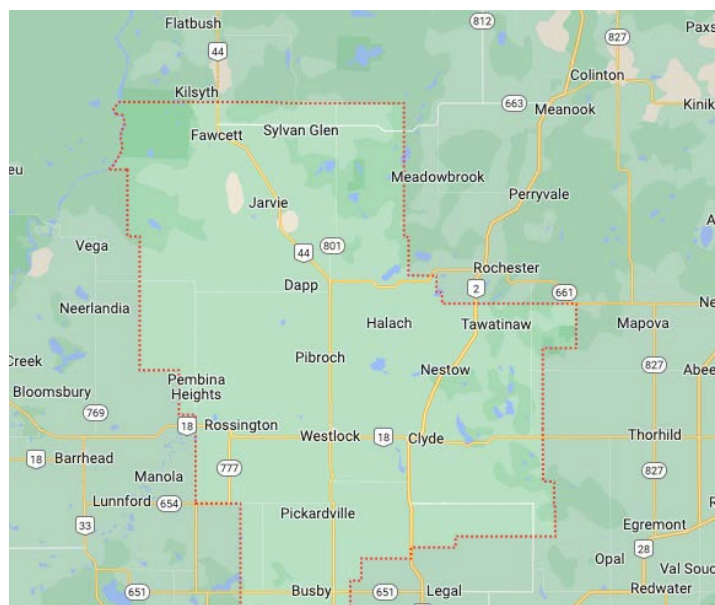 Flatbush
812
827
Paxs
44
Colinton
Kilsyth
663
Meanook
Kinik
Fawcett
Sylvan Glen
eu
Meadowbrook
Perryvale
Jarvie
A
Vega
44
801
Rochester
Dapp
2
661
Neerlandia
Ne
Halach
Tawatinaw
Mapova
Creek
Pibroch
827
Nestow
Abee
Pembina
Heights
Bloomsbury
769
18
Rossington
Westlock
18
Clyde
Thorhild
18
Barrhead
777
827
Manola
Lunnford
654
R
Pickardville
33
Egremont
28
Opal
Val Souc
651
Busby
651
Legal
Redwater